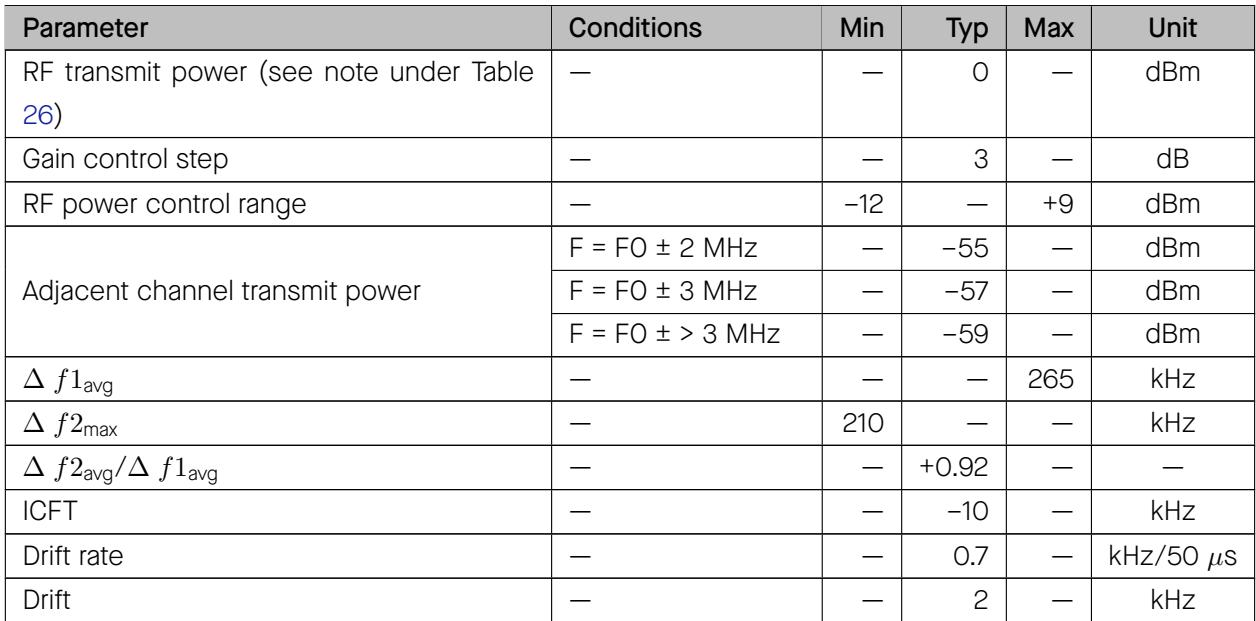 Parameter Conditions Min Typ Max Unit
RF transmit power (see note under Table — — 0 — dBm
26)
Gain control step — — 3 — dB
RF power control range — −12 — +9 dBm
F = F0 ± 2 MHz — −55 — dBm
Adjacent channel transmit power F = F0 ± 3 MHz — −57 — dBm
F = F0 ± > 3 MHz — −59 — dBm
Δ f1avg — — — 265 kHz
Δ f2max — 210 — — kHz
Δ f2avg/Δ f1avg — — +0.92 — —
ICFT — — −10 — kHz
Drift rate — — 0.7 — kHz/50 μs
Drift — — 2 — kHz